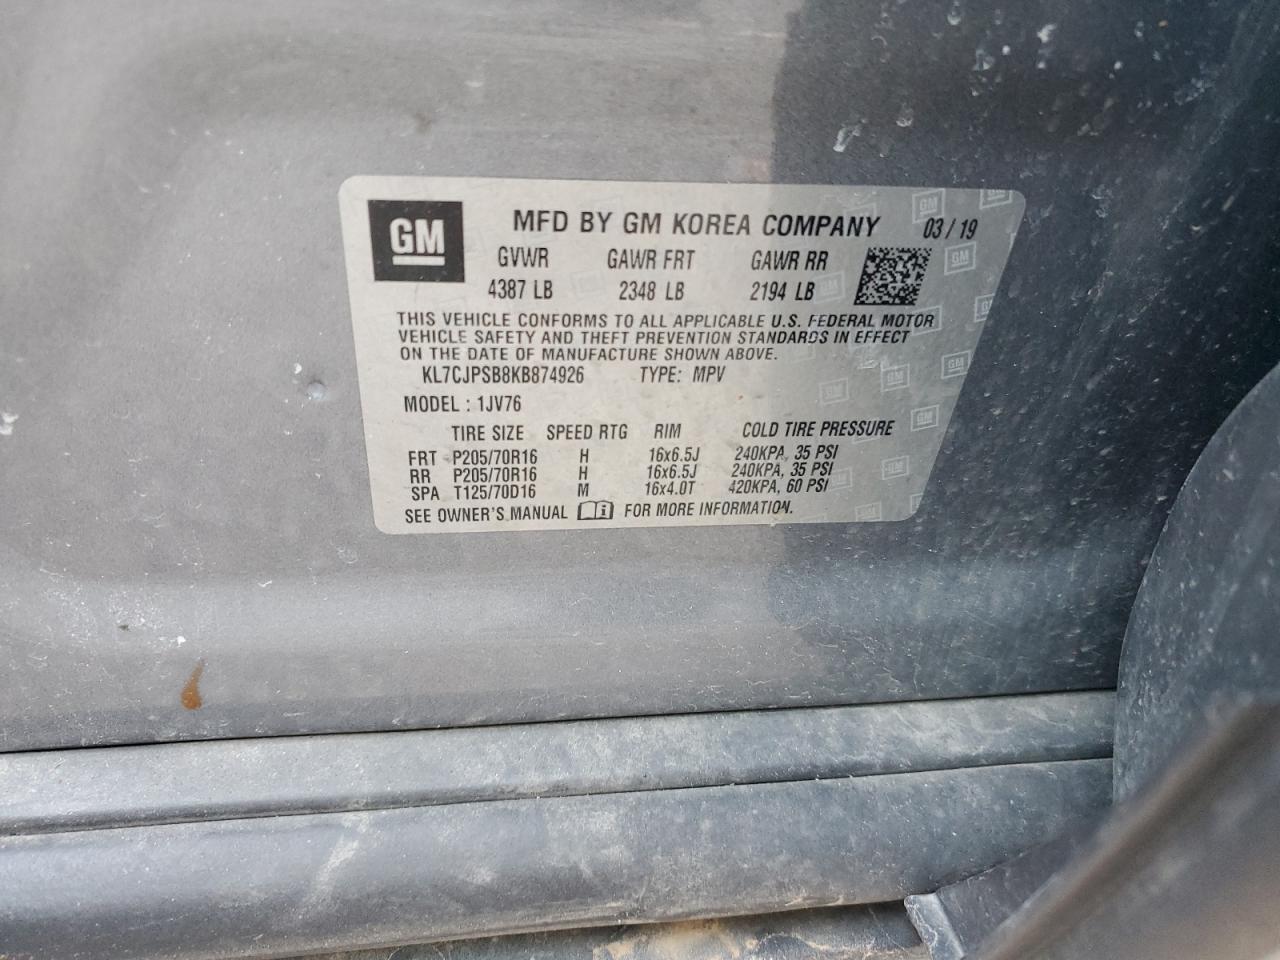 GM MFD BY GM KOREA COMPANY 03/19
GVWR GAWR FRT GAWR RR
4387 LB 2348 LB 2194 LB
THIS VEHICLE CONFORMS TO ALL APPLICABLE U.S. FEDERAL MOTOR
VEHICLE SAFETY AND THEFT PREVENTION STANDARDS IN EFFECT
ON THE DATE OF MANUFACTURE SHOWN ABOVE.
KL7CJPSB8KB874926 TYPE: MPV
MODEL : 1JV76
TIRE SIZE SPEED RTG RIM COLD TIRE PRESSURE
FRT P205/70R16 H 16x6.5J 240KPA, 35 PSI
RR P205/70R16 H 16x6.5J 240KPA, 35 PSI
SPA T125/70D16 M 16x4.0T 420KPA, 60 PSI
SEE OWNER'S MANUAL i FOR MORE INFORMATION.